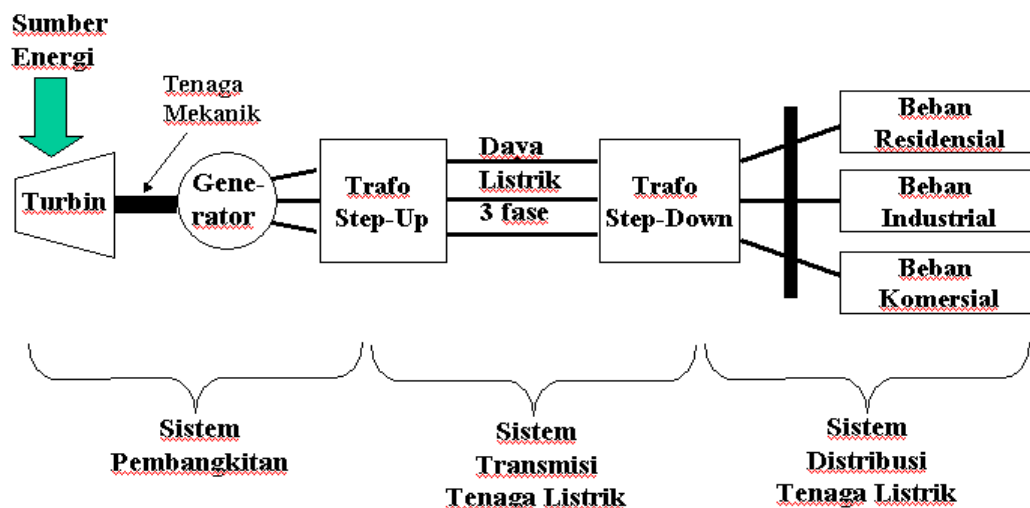 Sumber
Energi
Tenaga
Mekanik
Turbin
Gene-
rator
Trafo
Step-Up
Daya
Listrik
3 fase
Trafo
Step-Down
Beban
Residensial
Beban
Industrial
Beban
Komersial
Sistem
Pembangkitan
Sistem
Transmisi
Tenaga Listrik
Sistem
Distribusi
Tenaga Listrik